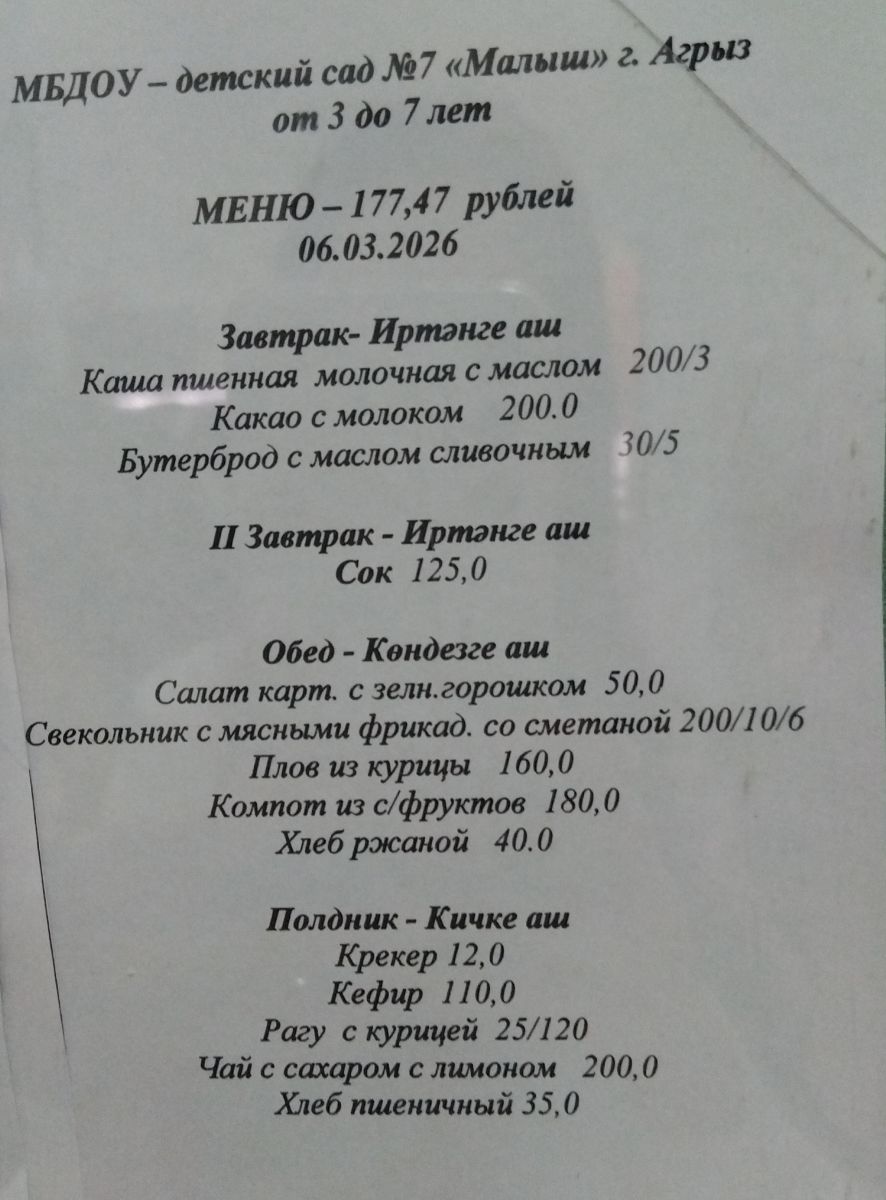 МБДОУ – детский сад №7 «Малыш» г. Агрыз
от 3 до 7 лет
МЕНЮ – 177,47 рублей
06.03.2026
Завтрак- Иртәнге аш
Каша пшенная молочная с маслом 200/3
Какао с молоком 200.0
Бутерброд с маслом сливочным 30/5
II Завтрак - Иртәнге аш
Сок 125,0
Обед - Көндезге аш
Салат карт. с зелн.горошком 50,0
Свекольник с мясными фрикад. со сметаной 200/10/6
Плов из курицы 160,0
Компот из с/фруктов 180,0
Хлеб ржаной 40.0
Полдник - Кичке аш
Крекер 12,0
Кефир 110,0
Рагу с курицей 25/120
Чай с сахаром с лимоном 200,0
Хлеб пшеничный 35,0